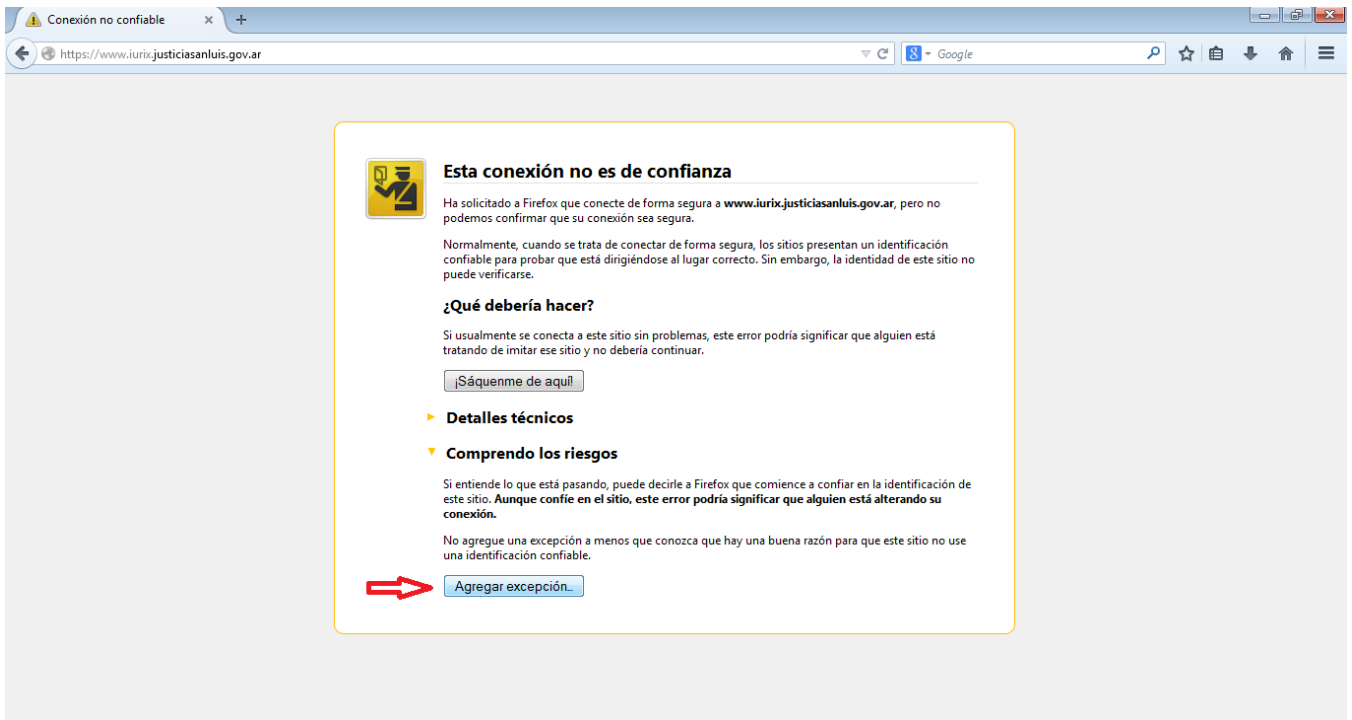 Conexión no confiable
https://www.iurix.justiciasanluis.gov.ar
Google
Esta conexión no es de confianza
Ha solicitado a Firefox que conecte de forma segura a www.iurix.justiciasanluis.gov.ar, pero no
podemos confirmar que su conexión sea segura.
Normalmente, cuando se trata de conectar de forma segura, los sitios presentan un identificación
confiable para probar que está dirigiéndose al lugar correcto. Sin embargo, la identidad de este sitio no
puede verificarse.
¿Qué debería hacer?
Si usualmente se conecta a este sitio sin problemas, este error podría significar que alguien está
tratando de imitar ese sitio y no debería continuar.
¡Sáquenme de aquí!
Detalles técnicos
Comprendo los riesgos
Si entiende lo que está pasando, puede decirle a Firefox que comience a confiar en la identificación de
este sitio. Aunque confíe en el sitio, este error podría significar que alguien está alterando su
conexión.
No agregue una excepción a menos que conozca que hay una buena razón para que este sitio no use
una identificación confiable.
Agregar excepción...